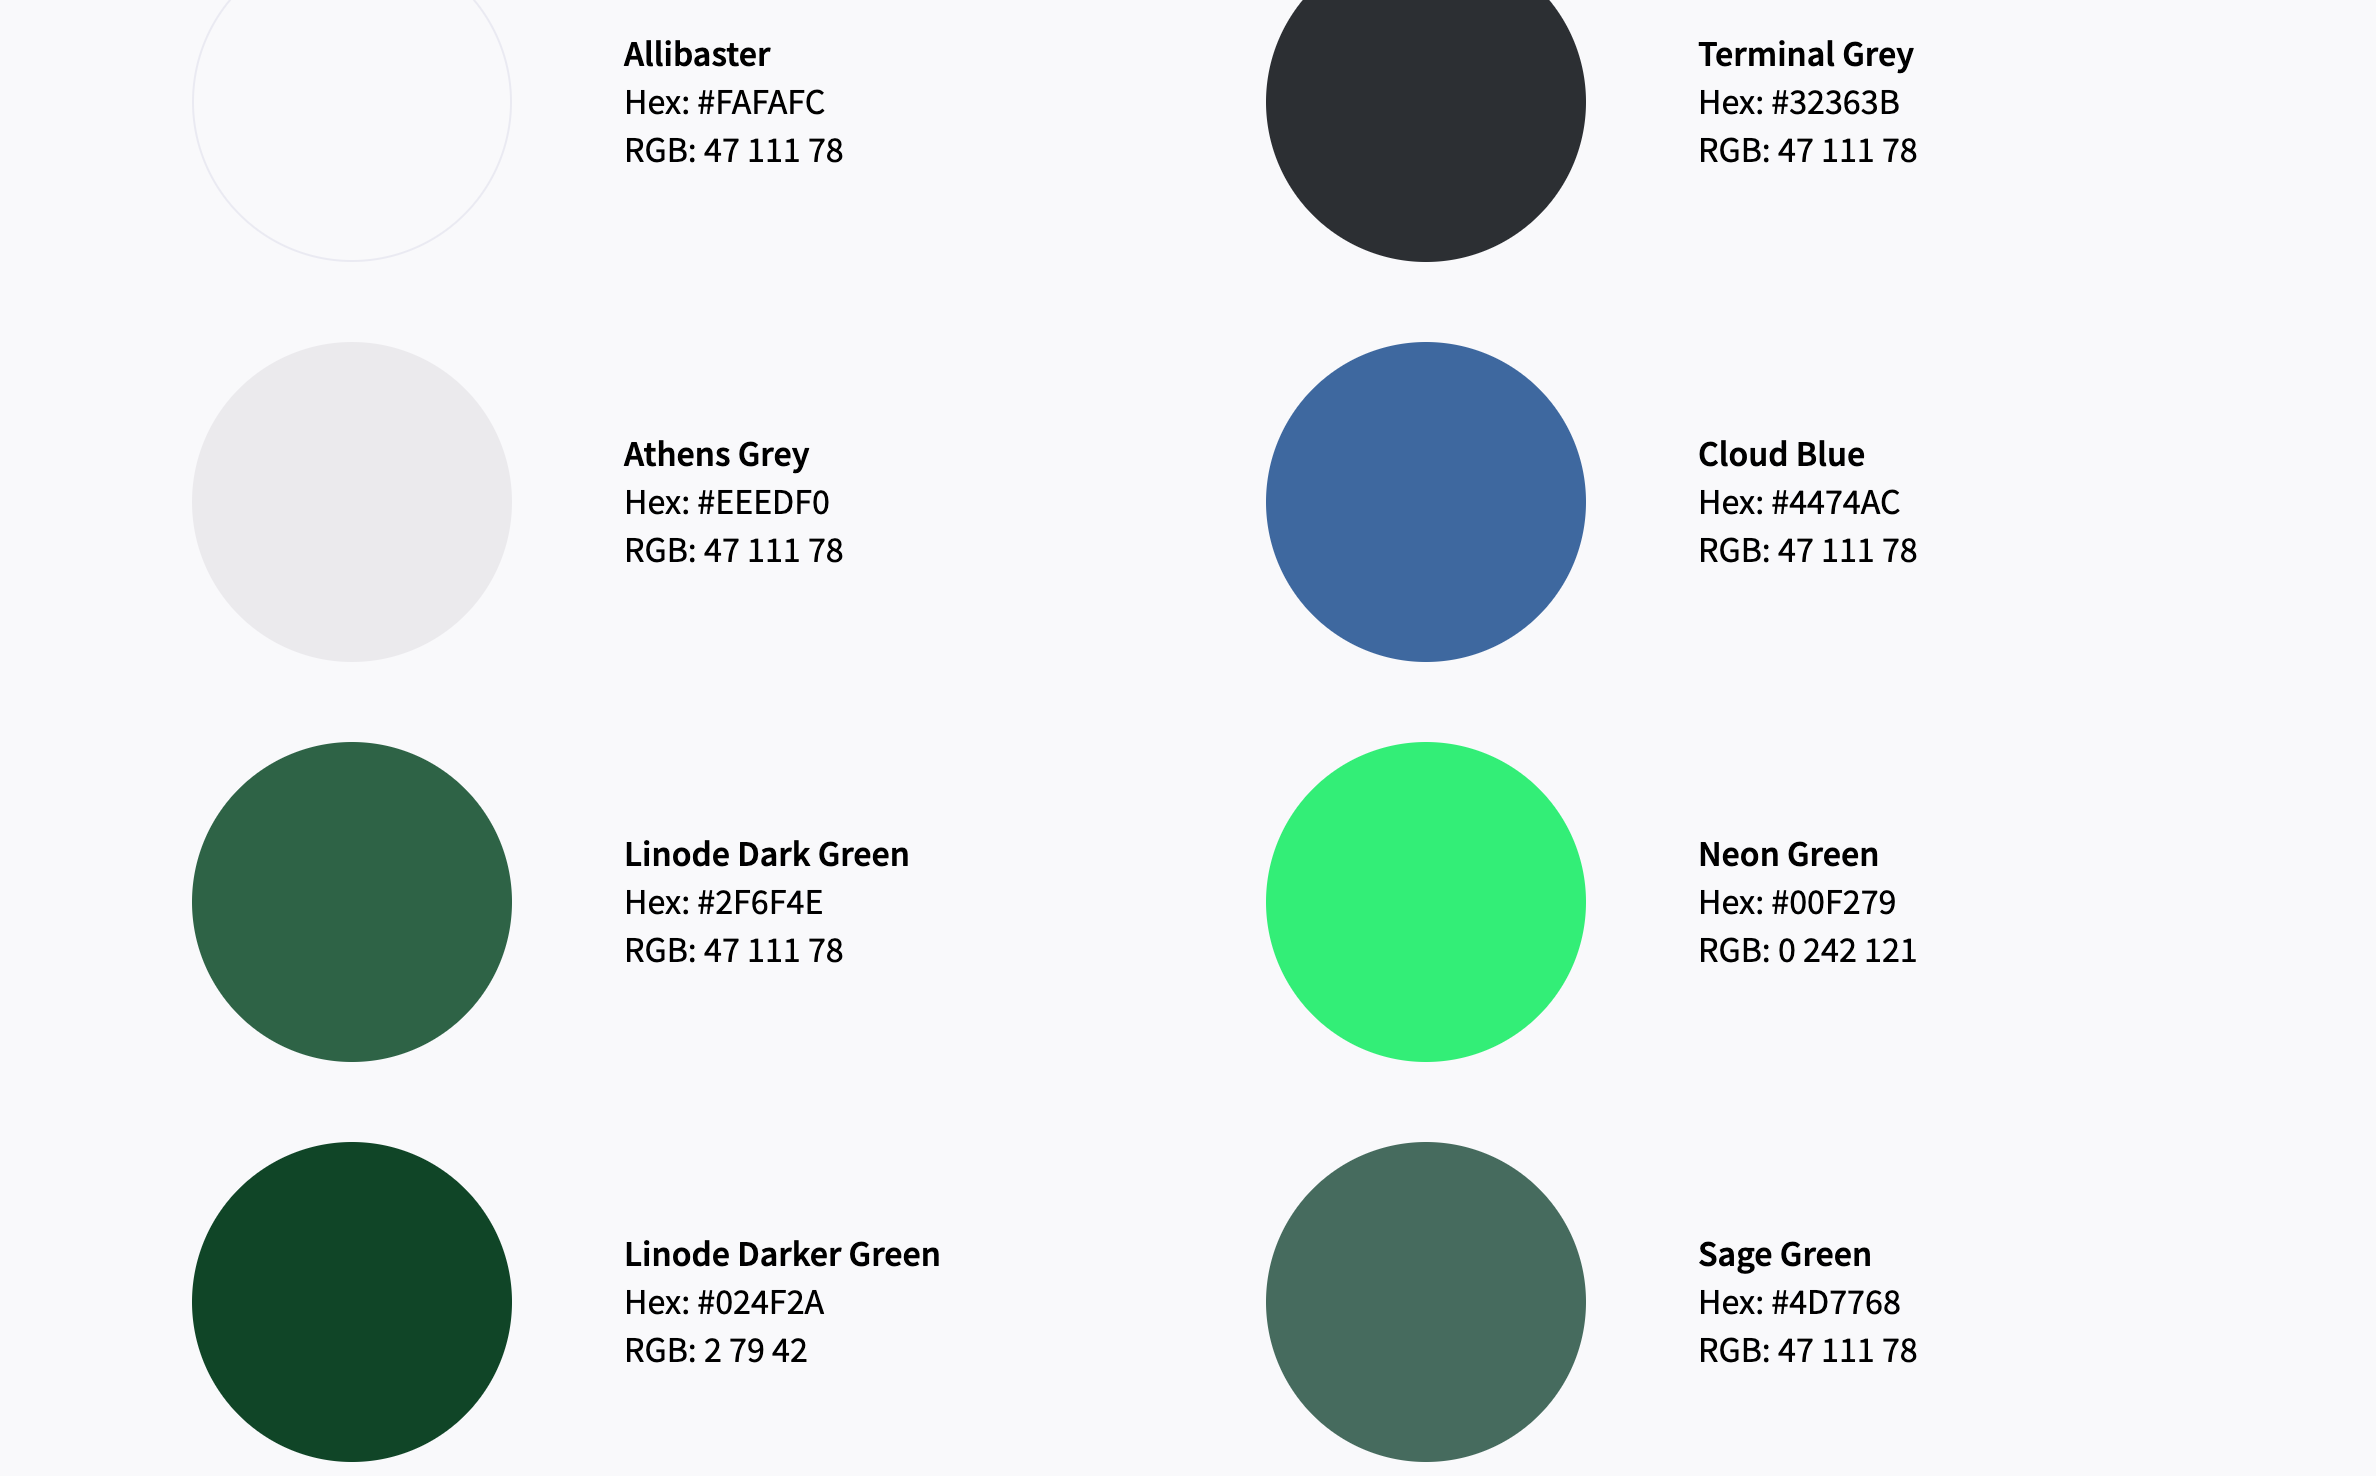 Allibaster
Hex: #FAFAFC
RGB: 47 111 78
Terminal Grey
Hex: #32363B
RGB: 47 111 78
Athens Grey
Hex: #EEEDF0
RGB: 47 111 78
Cloud Blue
Hex: #4474AC
RGB: 47 111 78
Linode Dark Green
Hex: #2F6F4E
RGB: 47 111 78
Neon Green
Hex: #00F279
RGB: 0 242 121
Linode Darker Green
Hex: #024F2A
RGB: 2 79 42
Sage Green
Hex: #4D7768
RGB: 47 111 78